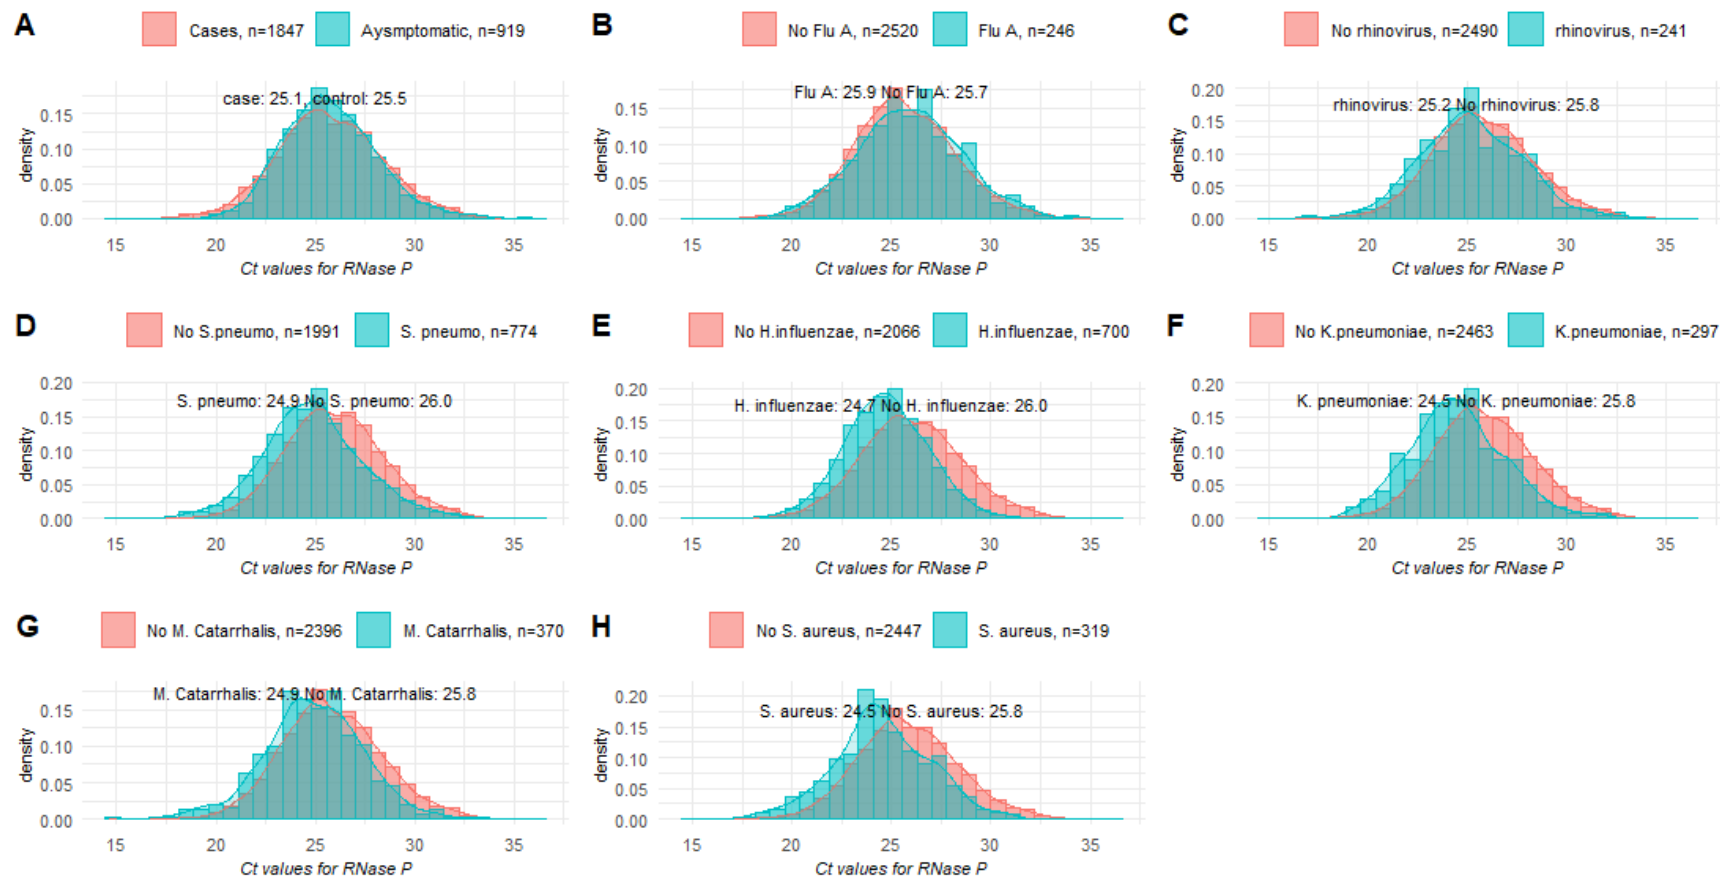 A
Cases, n=1847
Aysmptomatic, n=919
case: 25.1, control: 25.5
density
0.15
0.10
0.05
0.00
15 20 25 30 35
Ct values for RNase P
B
No Flu A, n=2520
Flu A, n=246
Flu A: 25.9 No Flu A: 25.7
density
0.15
0.10
0.05
0.00
15 20 25 30 35
Ct values for RNase P
C
No rhinovirus, n=2490
rhinovirus, n=241
rhinovirus: 25.2 No rhinovirus: 25.8
density
0.20
0.15
0.10
0.05
0.00
15 20 25 30 35
Ct values for RNase P
D
No S.pneumo, n=1991
S. pneumo, n=774
S. pneumo: 24.9 No S. pneumo: 26.0
density
0.20
0.15
0.10
0.05
0.00
15 20 25 30 35
Ct values for RNase P
E
No H.influenzae, n=2066
H.influenzae, n=700
H. influenzae: 24.7 No H. influenzae: 26.0
density
0.20
0.15
0.10
0.05
0.00
15 20 25 30 35
Ct values for RNase P
F
No K.pneumoniae, n=2463
K.pneumoniae, n=297
K. pneumoniae: 24.5 No K. pneumoniae: 25.8
density
0.20
0.15
0.10
0.05
0.00
15 20 25 30 35
Ct values for RNase P
G
No M. Catarrhalis, n=2396
M. Catarrhalis, n=370
M. Catarrhalis: 24.9 No M. Catarrhalis: 25.8
density
0.15
0.10
0.05
0.00
15 20 25 30 35
Ct values for RNase P
H
No S. aureus, n=2447
S. aureus, n=319
S. aureus: 24.5 No S. aureus: 25.8
density
0.20
0.15
0.10
0.05
0.00
15 20 25 30 35
Ct values for RNase P